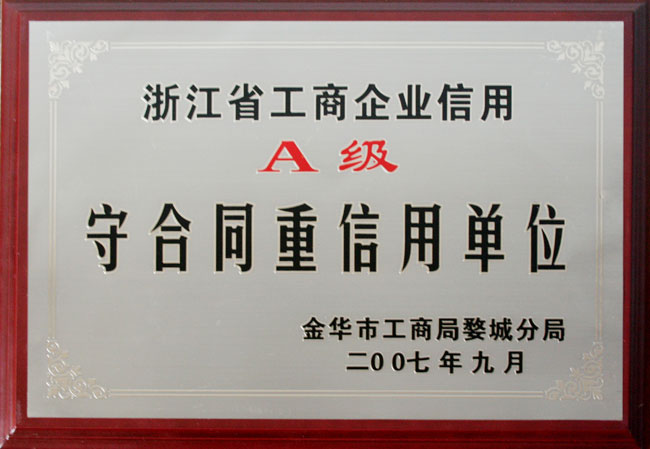 浙江省工商企业信用
A级
守合同重信用单位
金华市工商局婺城分局
二00七年九月